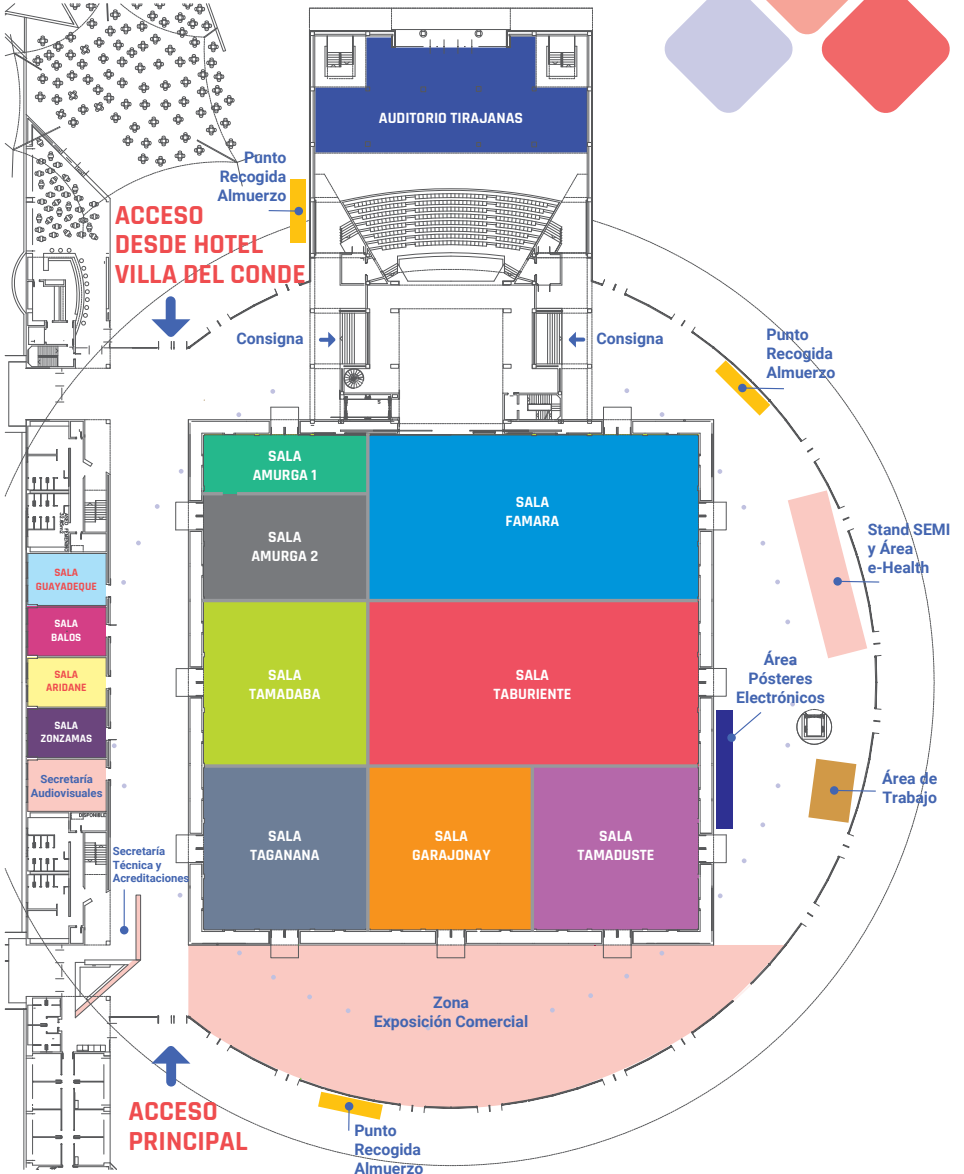 AUDITORIO TIRAJANAS
Punto
Recogida
Almuerzo
ACCESO
DESDE HOTEL
VILLA DEL CONDE
Consigna
Consigna
Punto
Recogida
Almuerzo
SALA
AMURGA 1
SALA
FAMARA
SALA
AMURGA 2
Stand SEMI
y Área
e-Health
SALA
GUAYADEQUE
SALA
BALOS
SALA
ARIDANE
SALA
ZONZAMAS
Secretaría
Audiovisuales
DISPONIBLE
SALA
TAMADABA
SALA
TABURIENTE
Área
Pósteres
Electrónicos
Área de
Trabajo
SALA
TAGANANA
SALA
GARAJONAY
SALA
TAMADUSTE
Secretaría
Técnica y
Acreditaciones
Zona
Exposición Comercial
ACCESO
PRINCIPAL
Punto
Recogida
Almuerzo